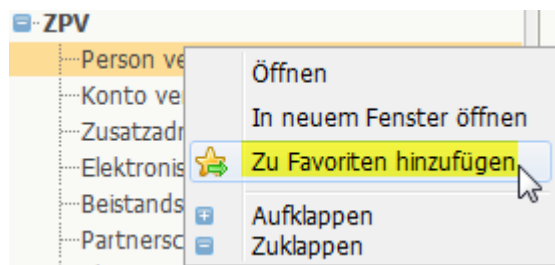 ZPV
Person ve
Öffnen
Konto ve
In neuem Fenster öffnen
Zusatzadr
Elektronis
Zu Favoriten hinzufügen
Beistands
Aufklappen
Partnersc
Zuklappen